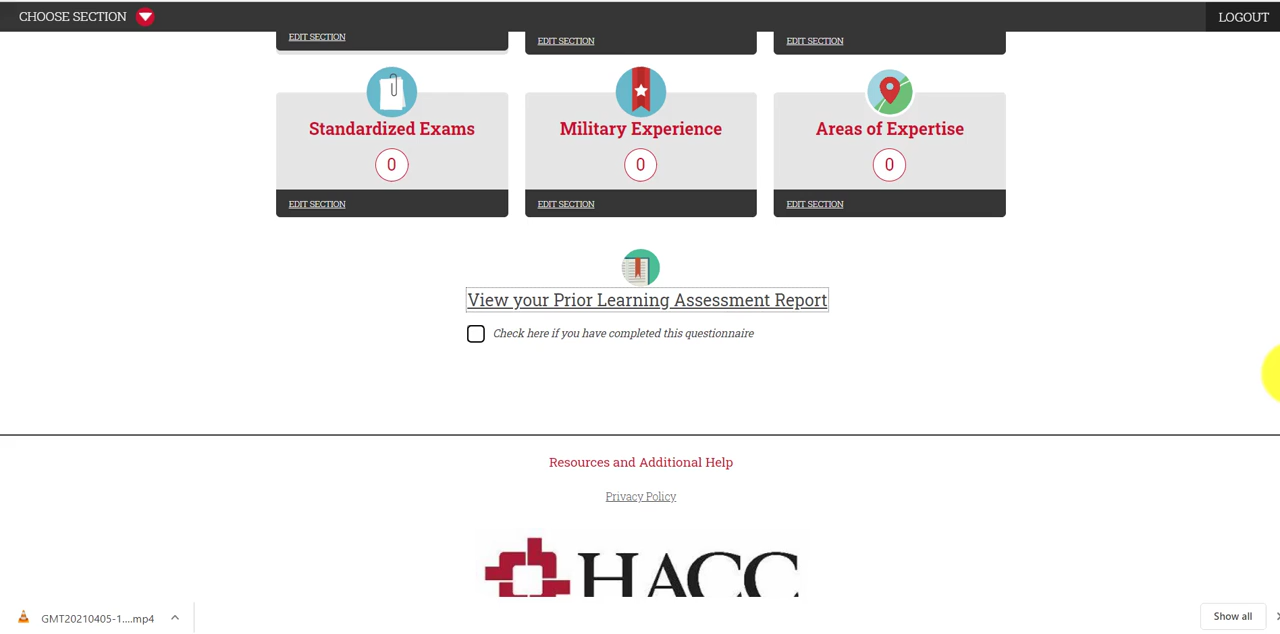 CHOOSE SECTION
LOGOUT
EDIT SECTION
EDIT SECTION
EDIT SECTION
Standardized Exams
Military Experience
Areas of Expertise
0
0
0
EDIT SECTION
EDIT SECTION
EDIT SECTION
View your Prior Learning Assessment Report
Check here if you have completed this questionnaire
Resources and Additional Help
Privacy Policy
HACC
GMT20210405-1....mp4
Show all